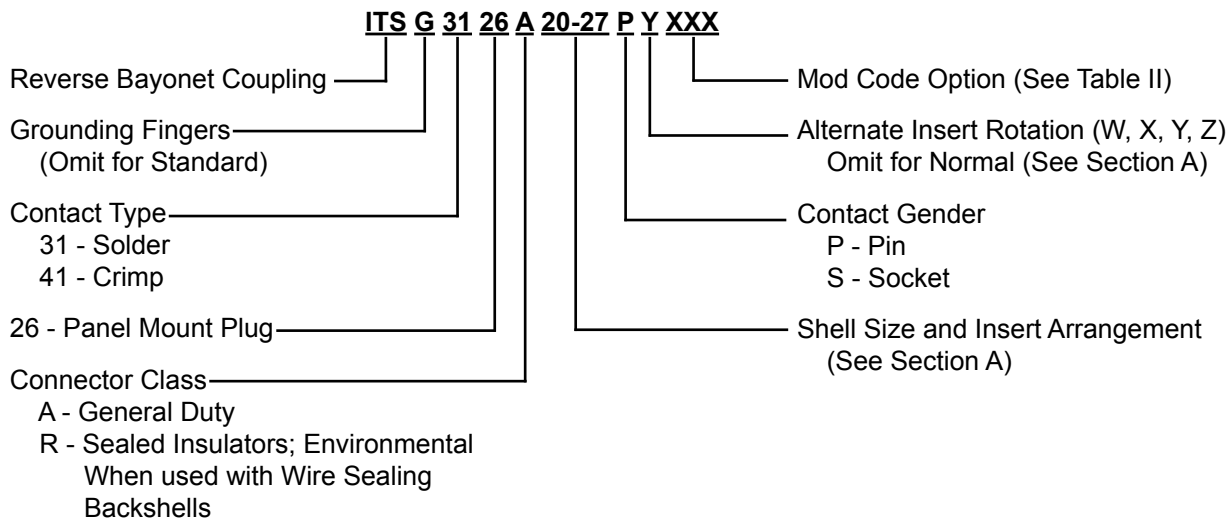 ITS G 31 26 A 20-27 P Y XXX
Reverse Bayonet Coupling
Grounding Fingers
(Omit for Standard)
Contact Type
31 - Solder
41 - Crimp
26 - Panel Mount Plug
Connector Class
A - General Duty
R - Sealed Insulators; Environmental
When used with Wire Sealing
Backshells
Mod Code Option (See Table II)
Alternate Insert Rotation (W, X, Y, Z)
Omit for Normal (See Section A)
Contact Gender
P - Pin
S - Socket
Shell Size and Insert Arrangement
(See Section A)